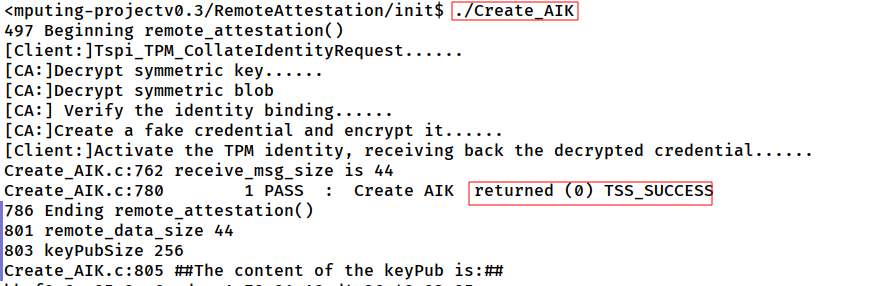 <mputing-projectv0.3/RemoteAttestation/init$ ./Create_AIK
497 Beginning remote_attestation()
[Client:]Tspi_TPM_CollateIdentityRequest......
[CA:]Decrypt symmetric key......
[CA:]Decrypt symmetric blob
[CA:] Verify the identity binding......
[CA:]Create a fake credential and encrypt it......
[Client:]Activate the TPM identity, receiving back the decrypted credential......
Create_AIK.c:762 receive_msg_size is 44
Create_AIK.c:780        1 PASS  :  Create AIK  returned (0) TSS_SUCCESS
786 Ending remote_attestation()
801 remote_data_size 44
803 keyPubSize 256
Create_AIK.c:805 ##The content of the keyPub is:##